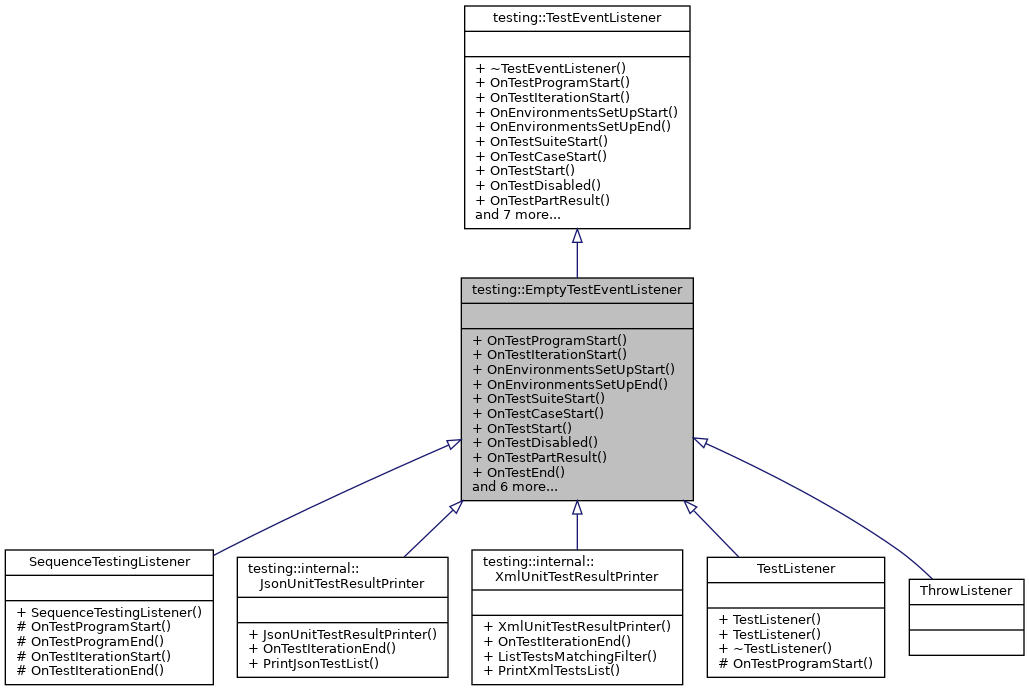 testing::TestEventListener
+ ~TestEventListener()
+ OnTestProgramStart()
+ OnTestIterationStart()
+ OnEnvironmentsSetUpStart()
+ OnEnvironmentsSetUpEnd()
+ OnTestSuiteStart()
+ OnTestCaseStart()
+ OnTestStart()
+ OnTestDisabled()
+ OnTestPartResult()
and 7 more...
testing::EmptyTestEventListener
+ OnTestProgramStart()
+ OnTestIterationStart()
+ OnEnvironmentsSetUpStart()
+ OnEnvironmentsSetUpEnd()
+ OnTestSuiteStart()
+ OnTestCaseStart()
+ OnTestStart()
+ OnTestDisabled()
+ OnTestPartResult()
+ OnTestEnd()
and 6 more...
SequenceTestingListener
+ SequenceTestingListener()
# OnTestProgramStart()
# OnTestProgramEnd()
# OnTestIterationStart()
# OnTestIterationEnd()
testing::internal::
JsonUnitTestResultPrinter
+ JsonUnitTestResultPrinter()
+ OnTestIterationEnd()
+ PrintJsonTestList()
testing::internal::
XmlUnitTestResultPrinter
+ XmlUnitTestResultPrinter()
+ OnTestIterationEnd()
+ ListTestsMatchingFilter()
+ PrintXmlTestsList()
TestListener
+ TestListener()
+ TestListener()
+ ~TestListener()
# OnTestProgramStart()
ThrowListener